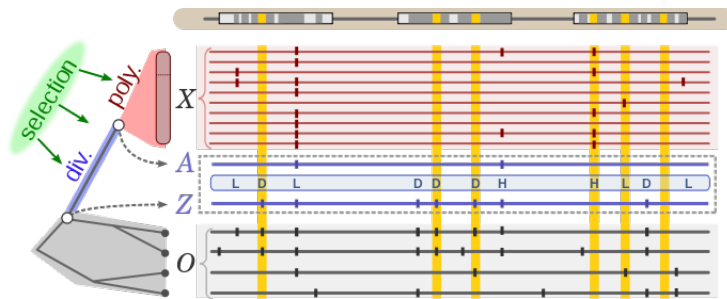 selection
poly.
div.
X
A
L D L D D D H H L D L
Z
O